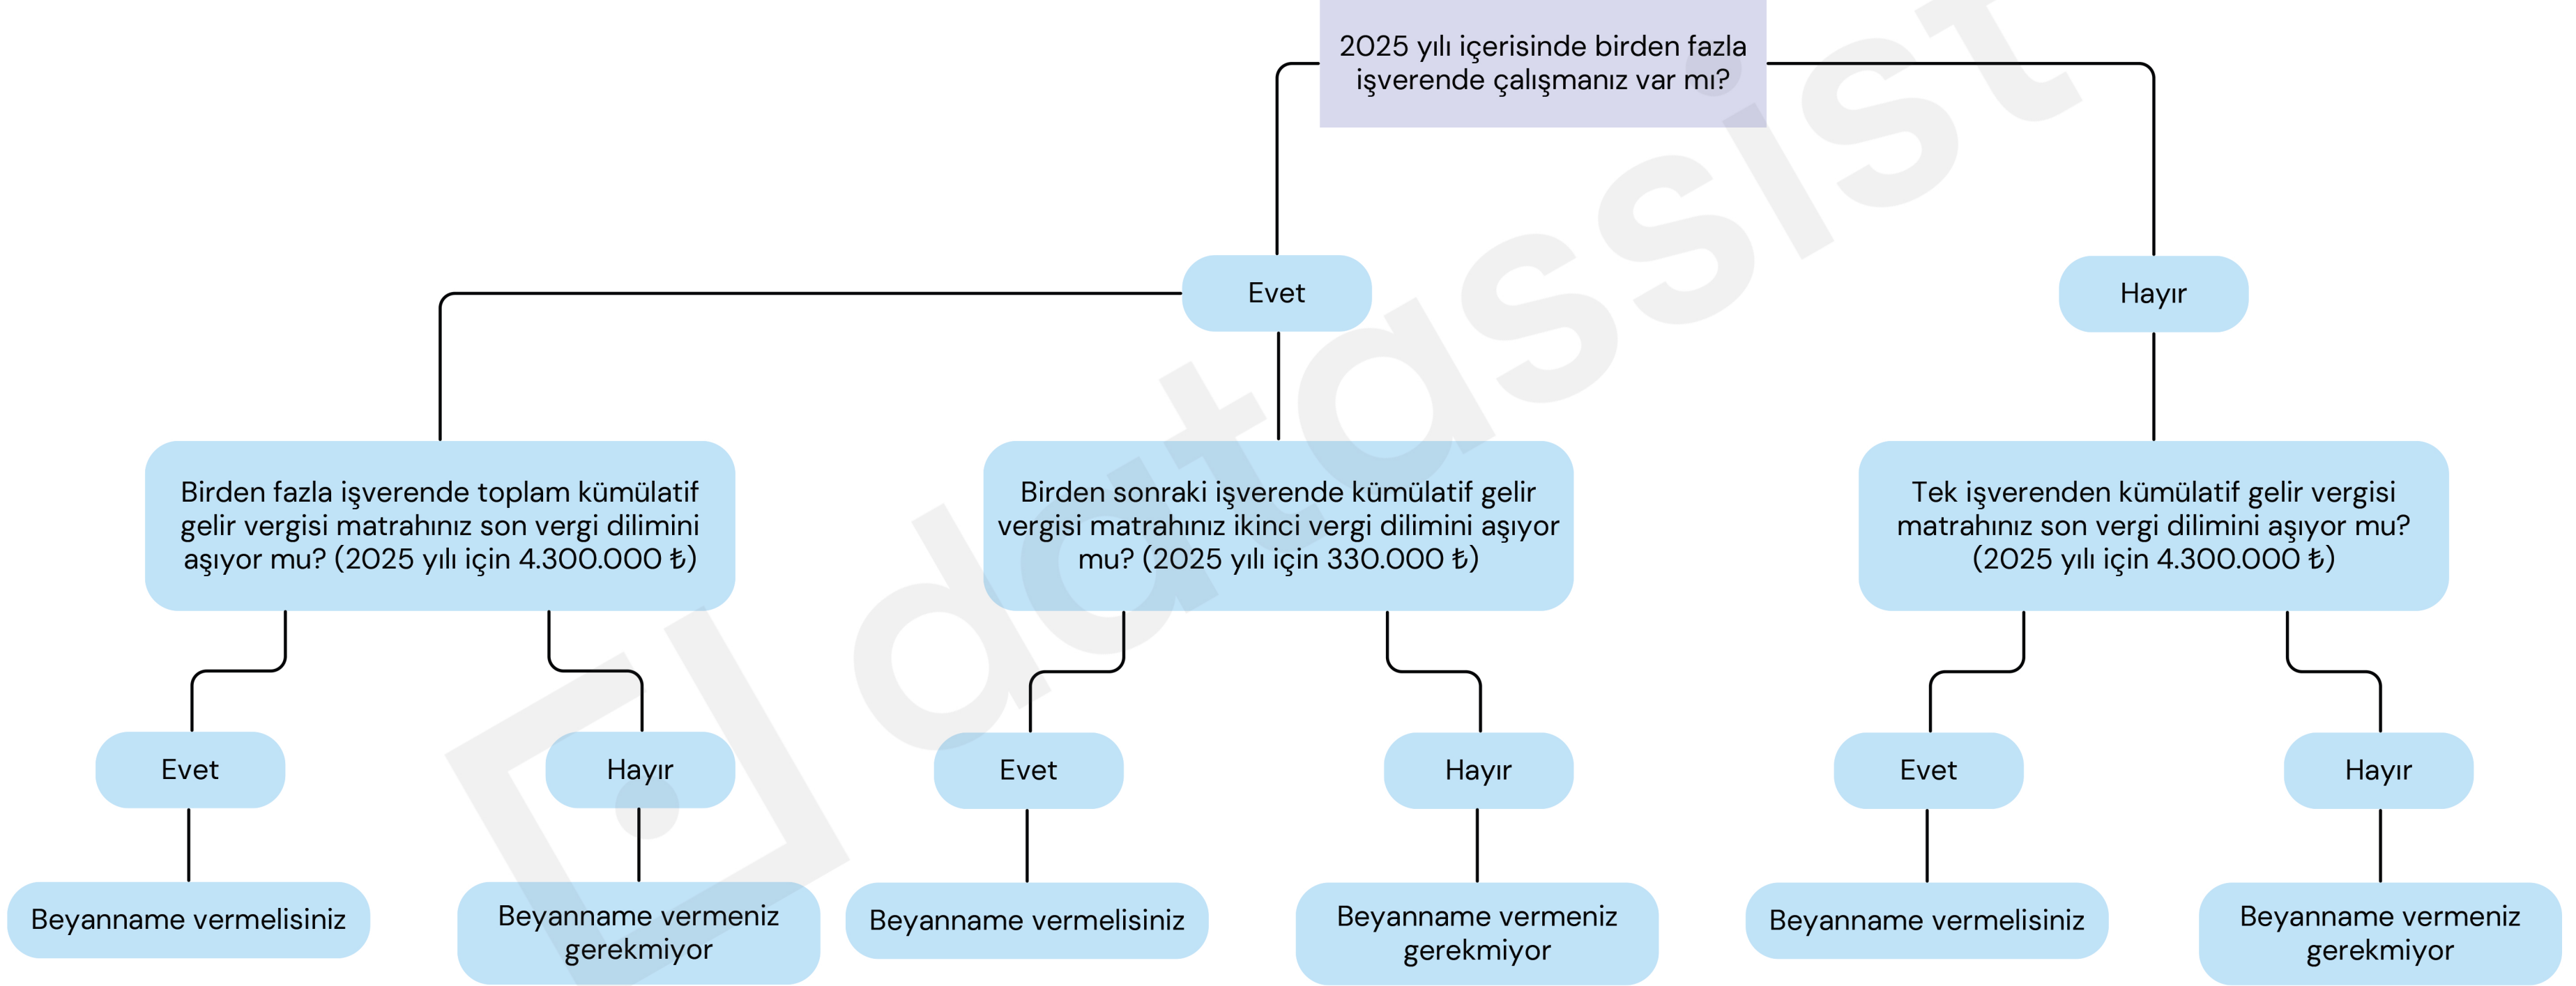 2025 yılı içerisinde birden fazla
işverende çalışmanız var mı?
Evet
Hayır
Birden fazla işverende toplam kümülatif
gelir vergisi matrahınız son vergi dilimini
aşıyor mu? (2025 yılı için 4.300.000 ₺)
Birden sonraki işverende kümülatif gelir
vergisi matrahınız ikinci vergi dilimini aşıyor
mu? (2025 yılı için 330.000 ₺)
Tek işverenden kümülatif gelir vergisi
matrahınız son vergi dilimini aşıyor mu?
(2025 yılı için 4.300.000 ₺)
Evet
Hayır
Evet
Hayır
Evet
Hayır
Beyanname vermelisiniz
Beyanname vermeniz
gerekmiyor
Beyanname vermelisiniz
Beyanname vermeniz
gerekmiyor
Beyanname vermelisiniz
Beyanname vermeniz
gerekmiyor
datassist